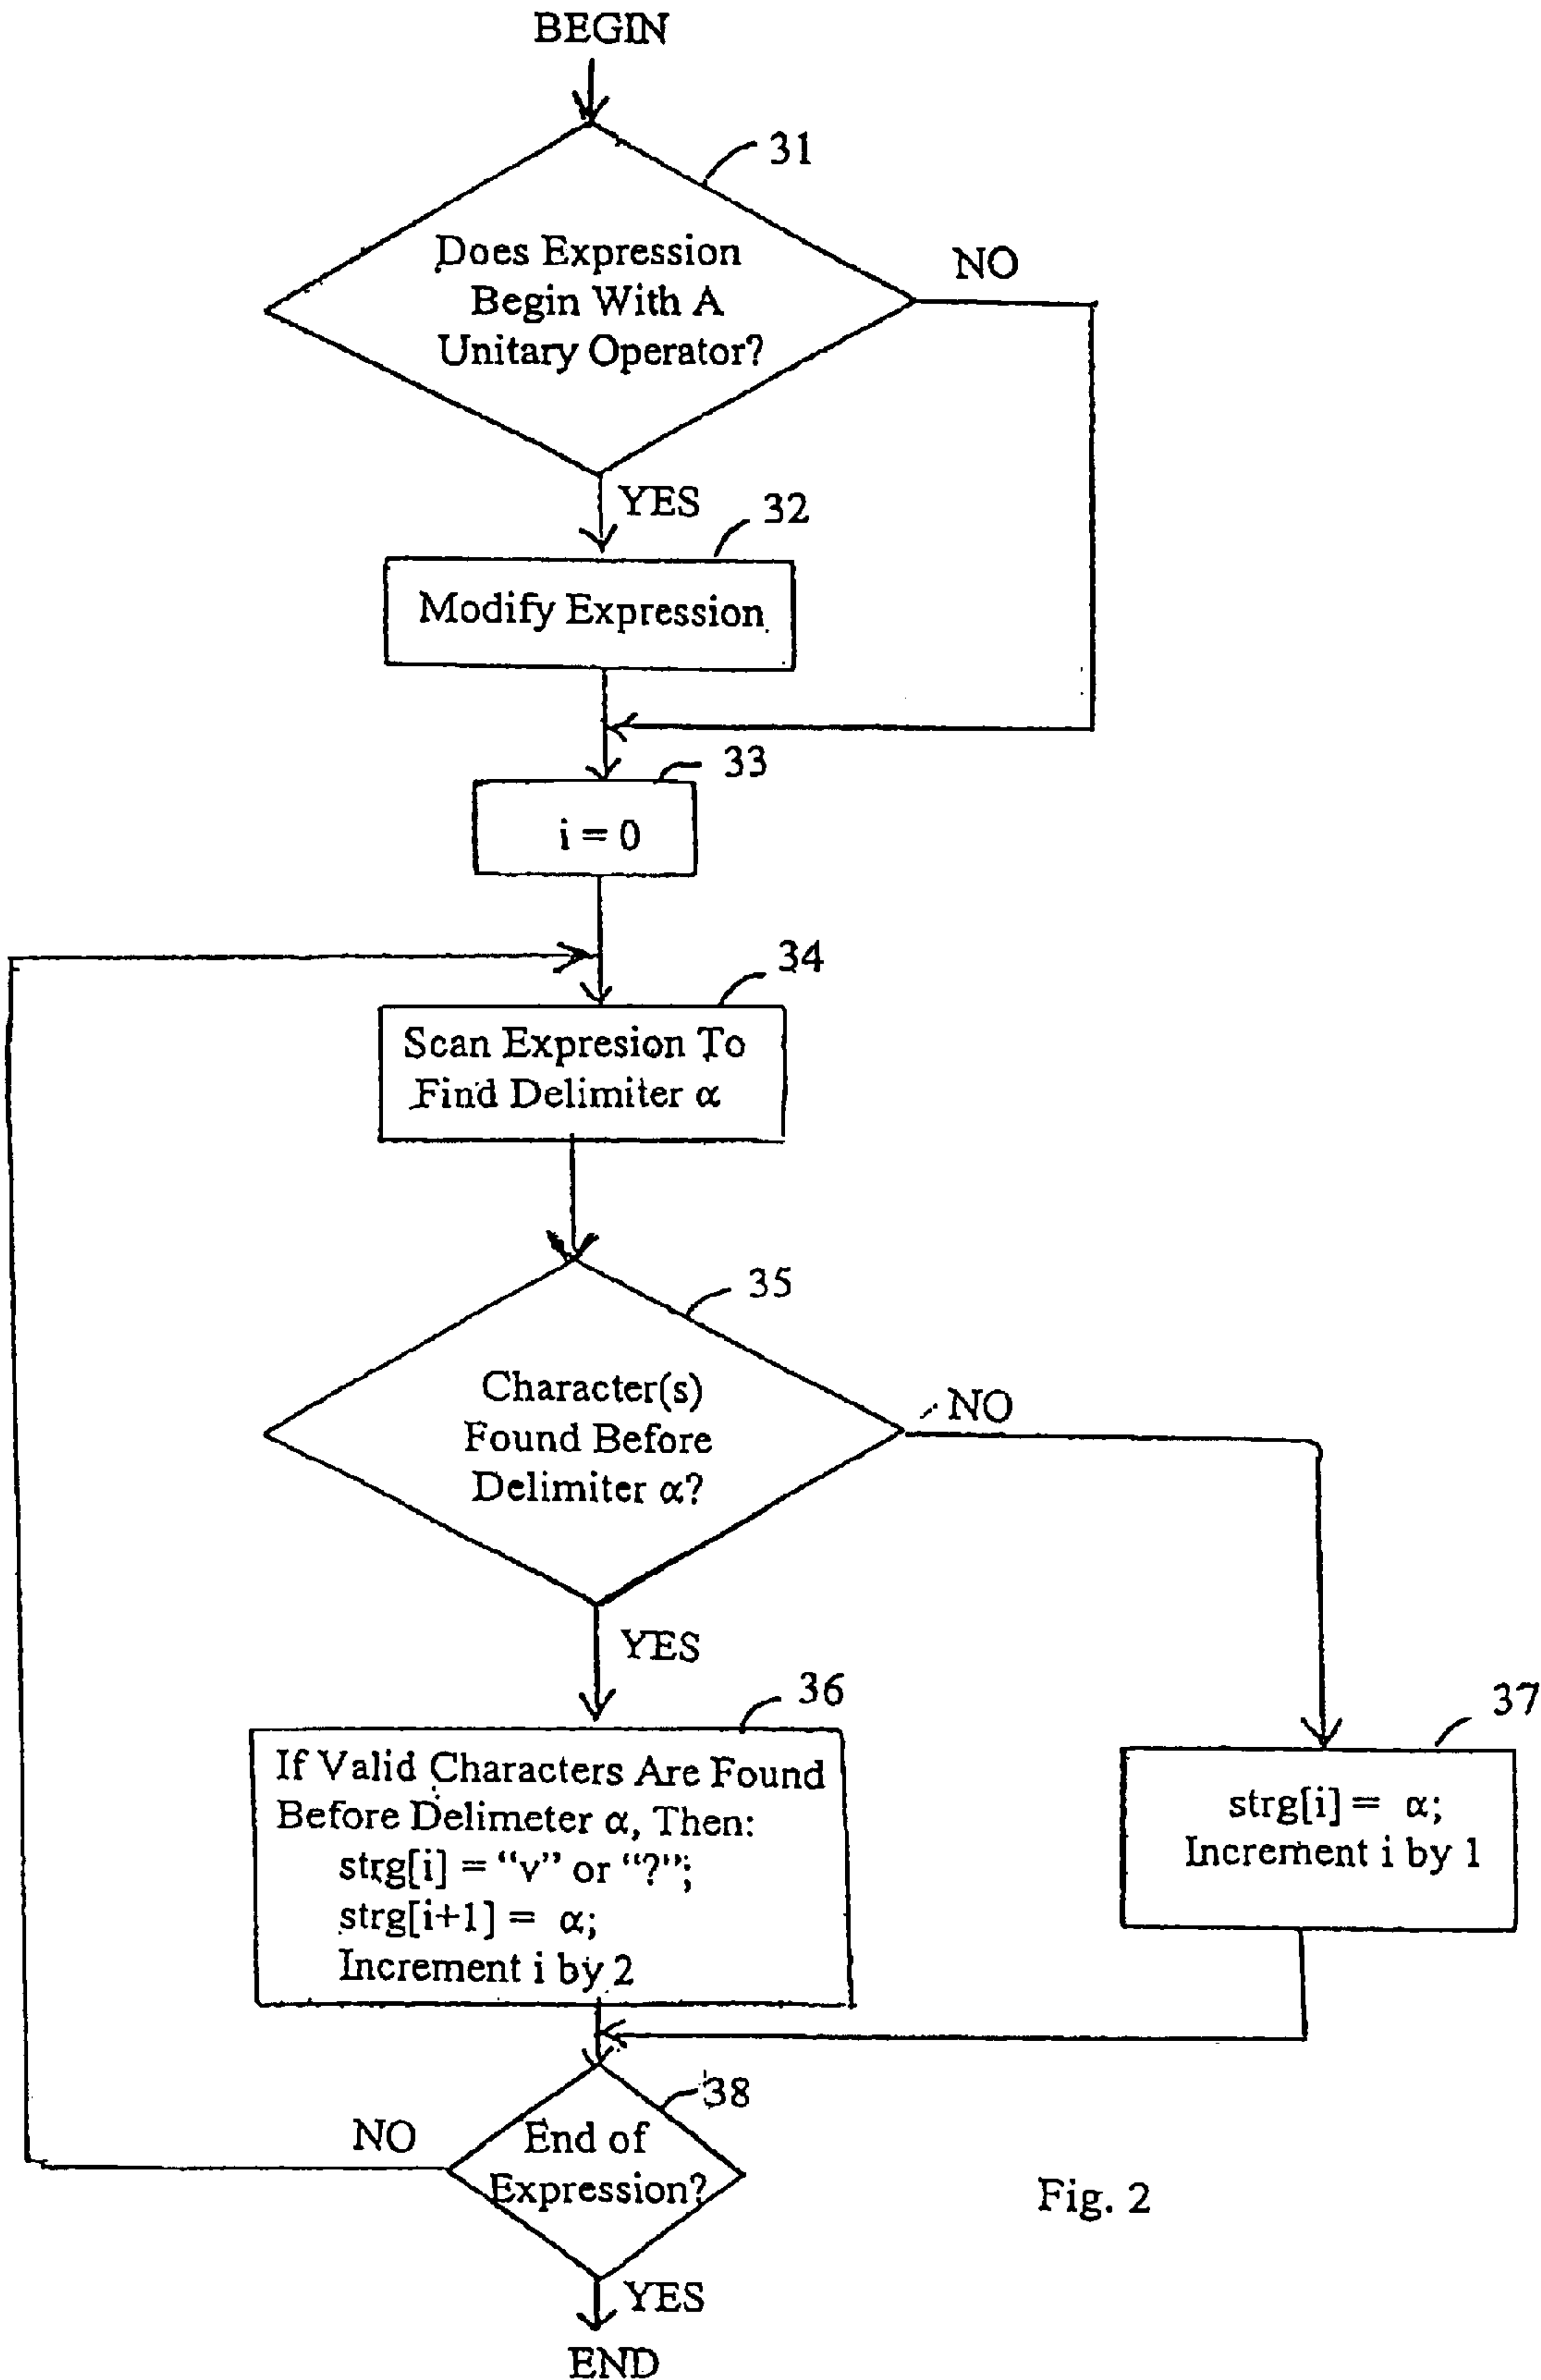 BEGIN
31
Does Expression
Begin With A
Unitary Operator?
NO
YES
32
Modify Expression
33
i = 0
34
Scan Expresion To
Find Delimiter α
35
Character(s)
Found Before
Delimiter α?
NO
YES
36
If Valid Characters Are Found
Before Delimeter α, Then:
strg[i] = “v” or “?”;
strg[i+1] = α;
Increment i by 2
37
strg[i] = α;
Increment i by 1
38
End of
Expression?
NO
YES
END
Fig. 2